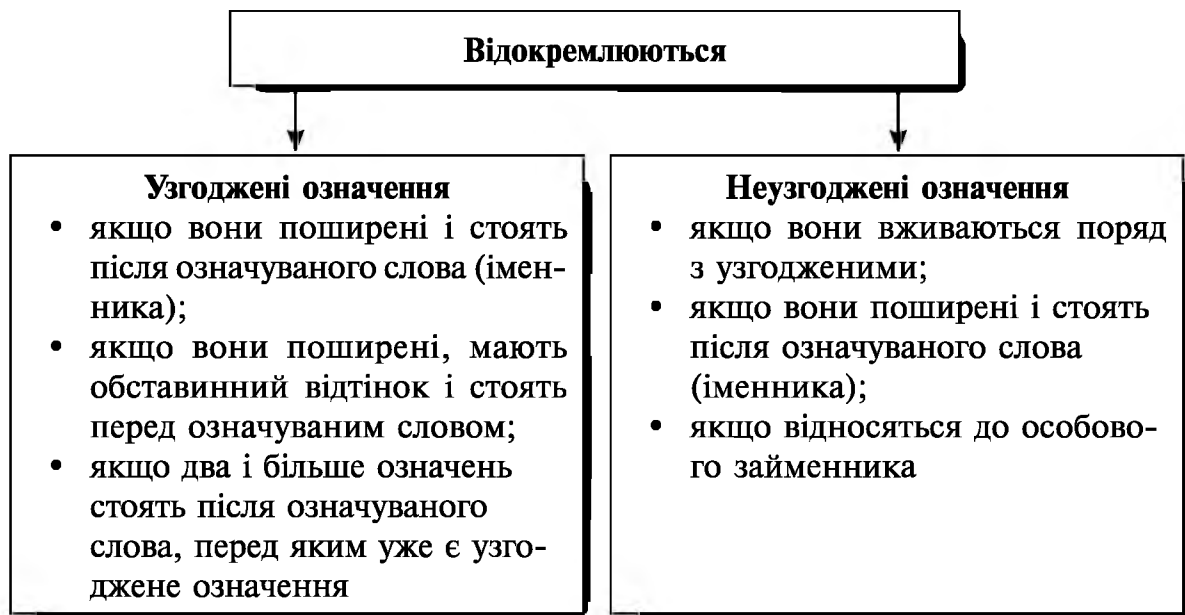 Відокремлюються
Узгоджені означення
• якщо вони поширені і стоять
після означуваного слова (імен-
ника);
• якщо вони поширені, мають
обставинний відтінок і стоять
перед означуваним словом;
• якщо два і більше означень
стоять після означуваного
слова, перед яким уже є узго-
джене означення
Неузгоджені означення
• якщо вони вживаються поряд
з узгодженими;
• якщо вони поширені і стоять
після означуваного слова
(іменника);
• якщо відносяться до особово-
го займенника